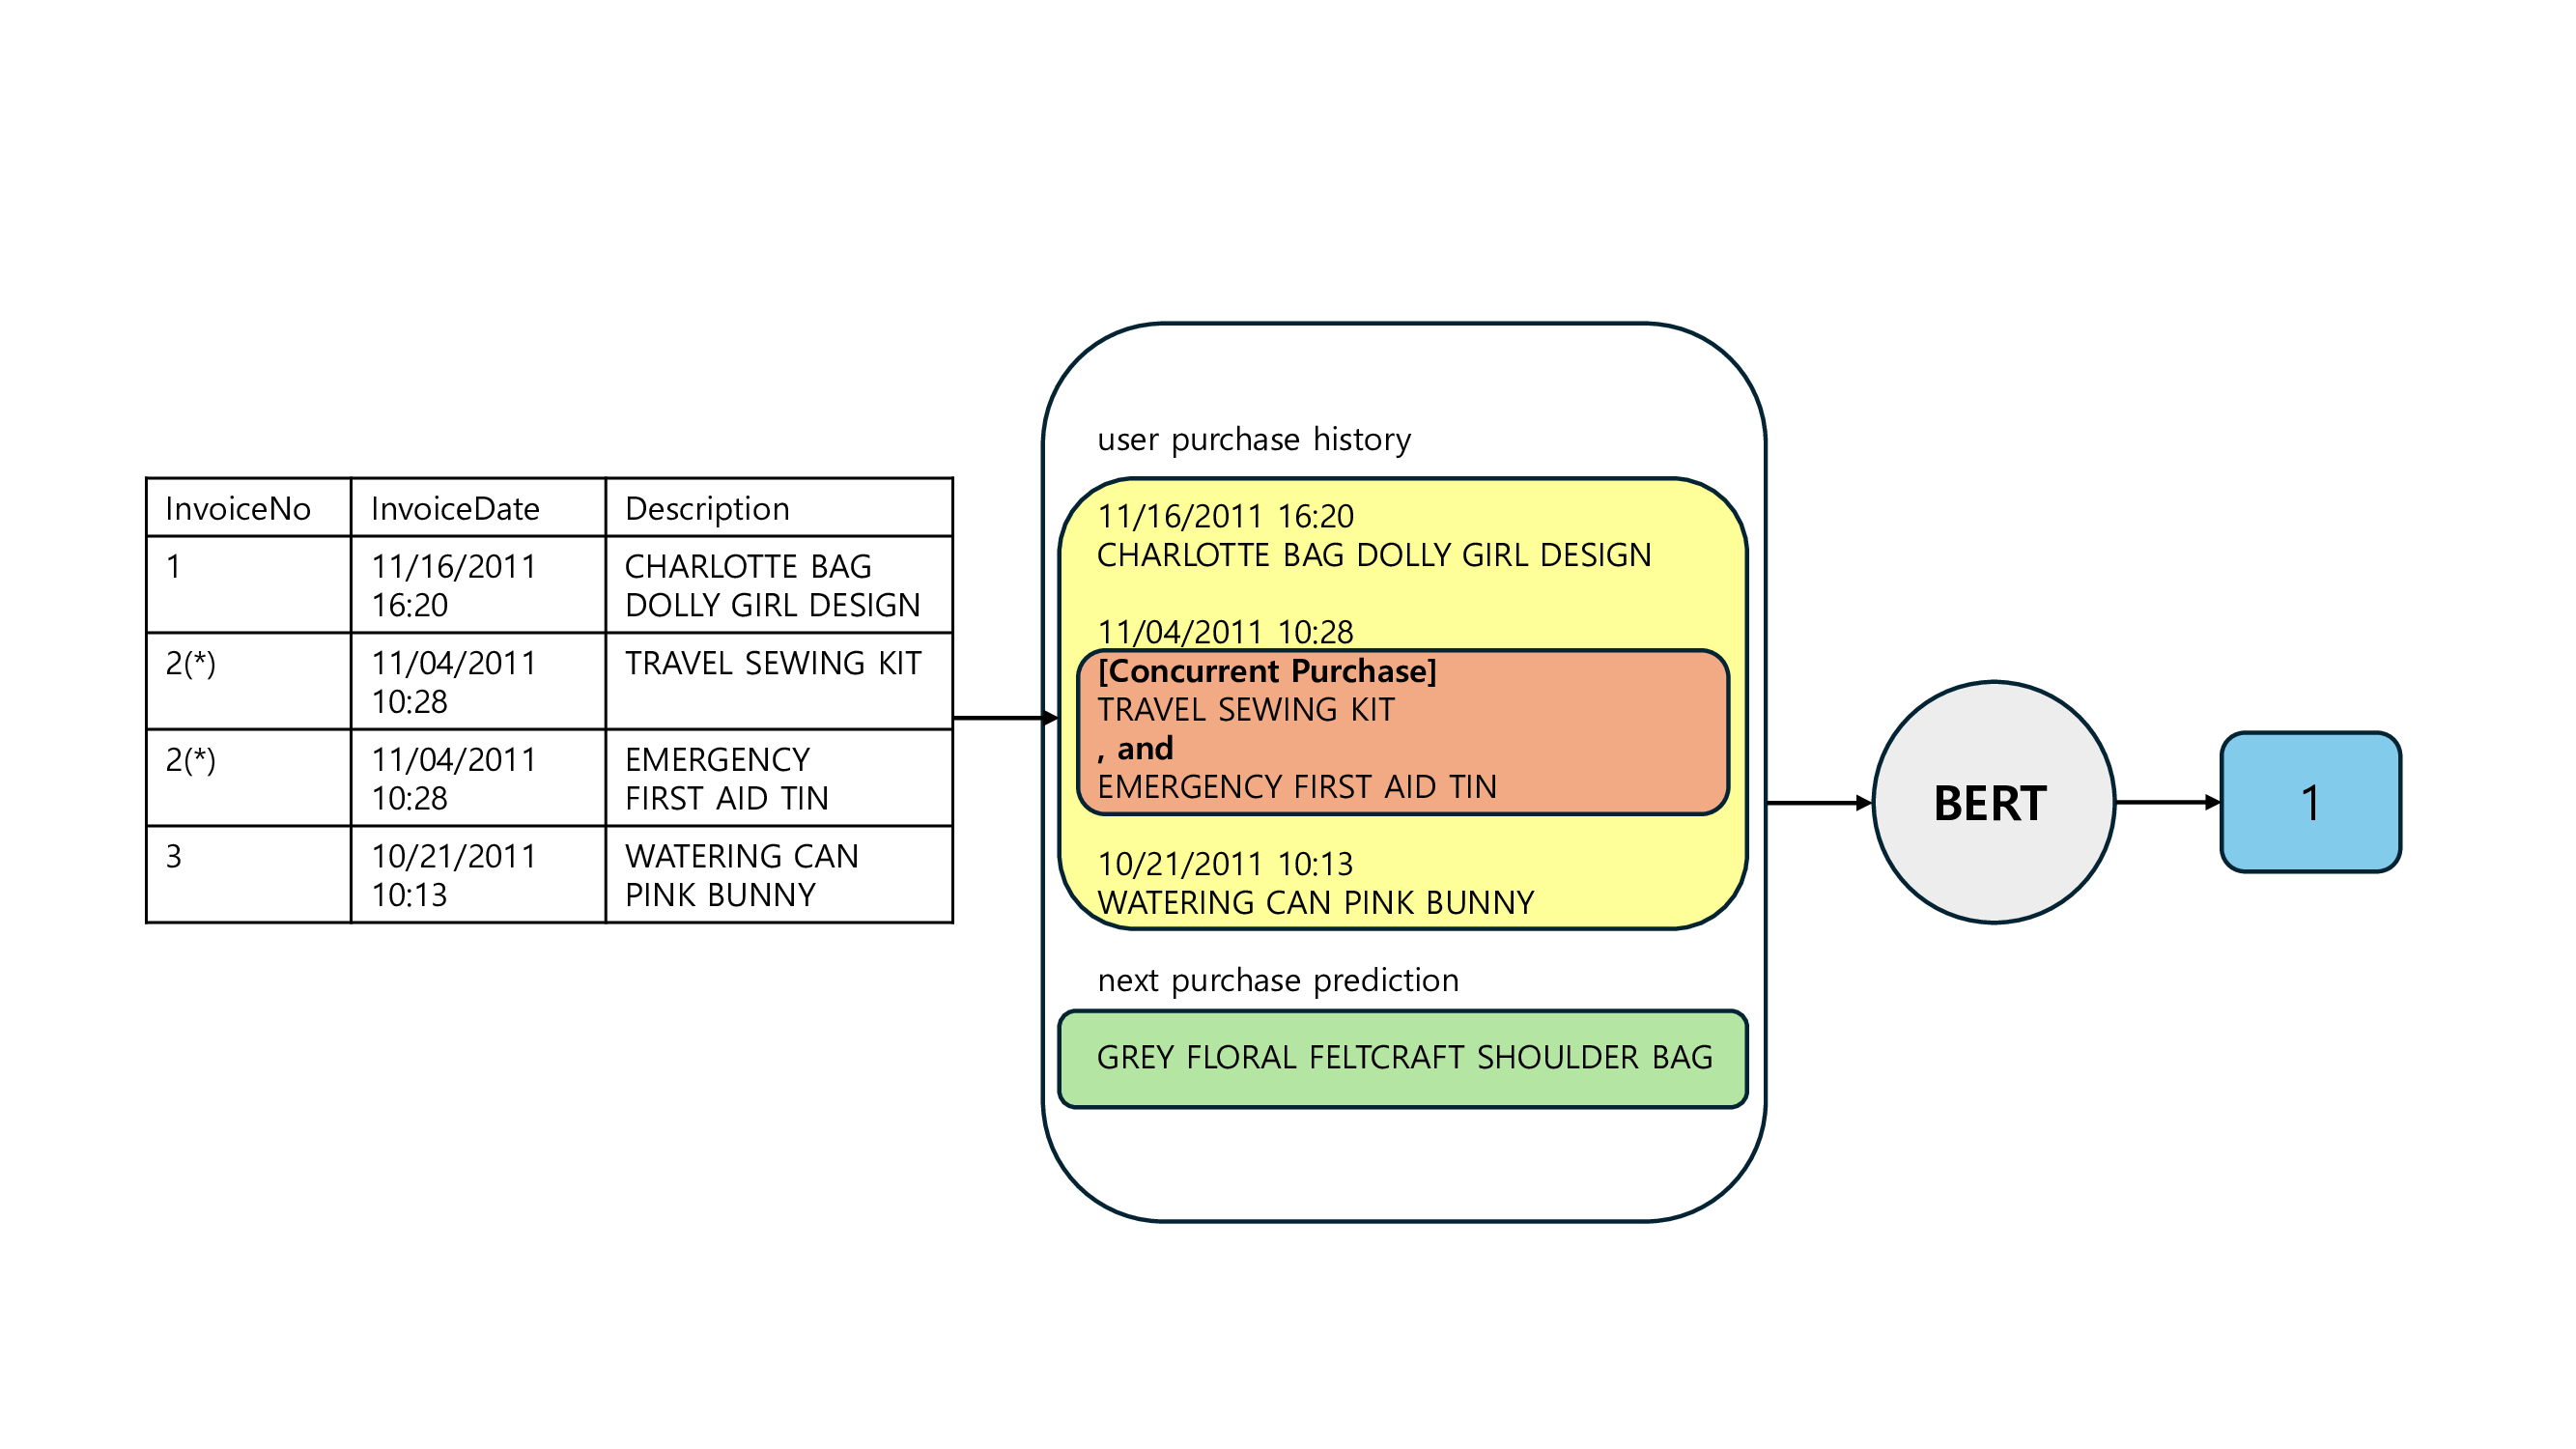 InvoiceNo InvoiceDate Description
1 11/16/2011 CHARLOTTE BAG
16:20 DOLLY GIRL DESIGN
2(*) 11/04/2011 TRAVEL SEWING KIT
10:28
2(*) 11/04/2011 EMERGENCY
10:28 FIRST AID TIN
3 10/21/2011 WATERING CAN
10:13 PINK BUNNY
user purchase history
11/16/2011 16:20
CHARLOTTE BAG DOLLY GIRL DESIGN
11/04/2011 10:28
[Concurrent Purchase]
TRAVEL SEWING KIT
, and
EMERGENCY FIRST AID TIN
10/21/2011 10:13
WATERING CAN PINK BUNNY
next purchase prediction
GREY FLORAL FELTCRAFT SHOULDER BAG
BERT
1